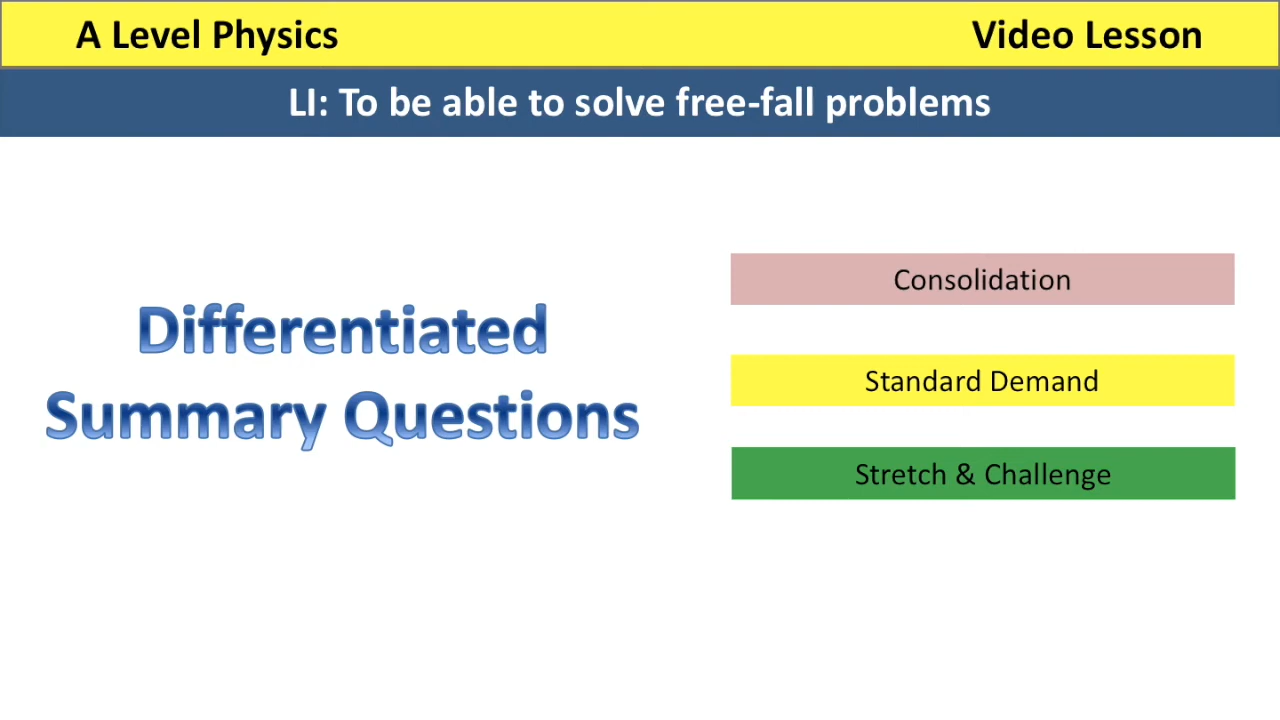 A Level Physics
Video Lesson
LI: To be able to solve free-fall problems
Differentiated
Summary Questions
Consolidation
Standard Demand
Stretch & Challenge